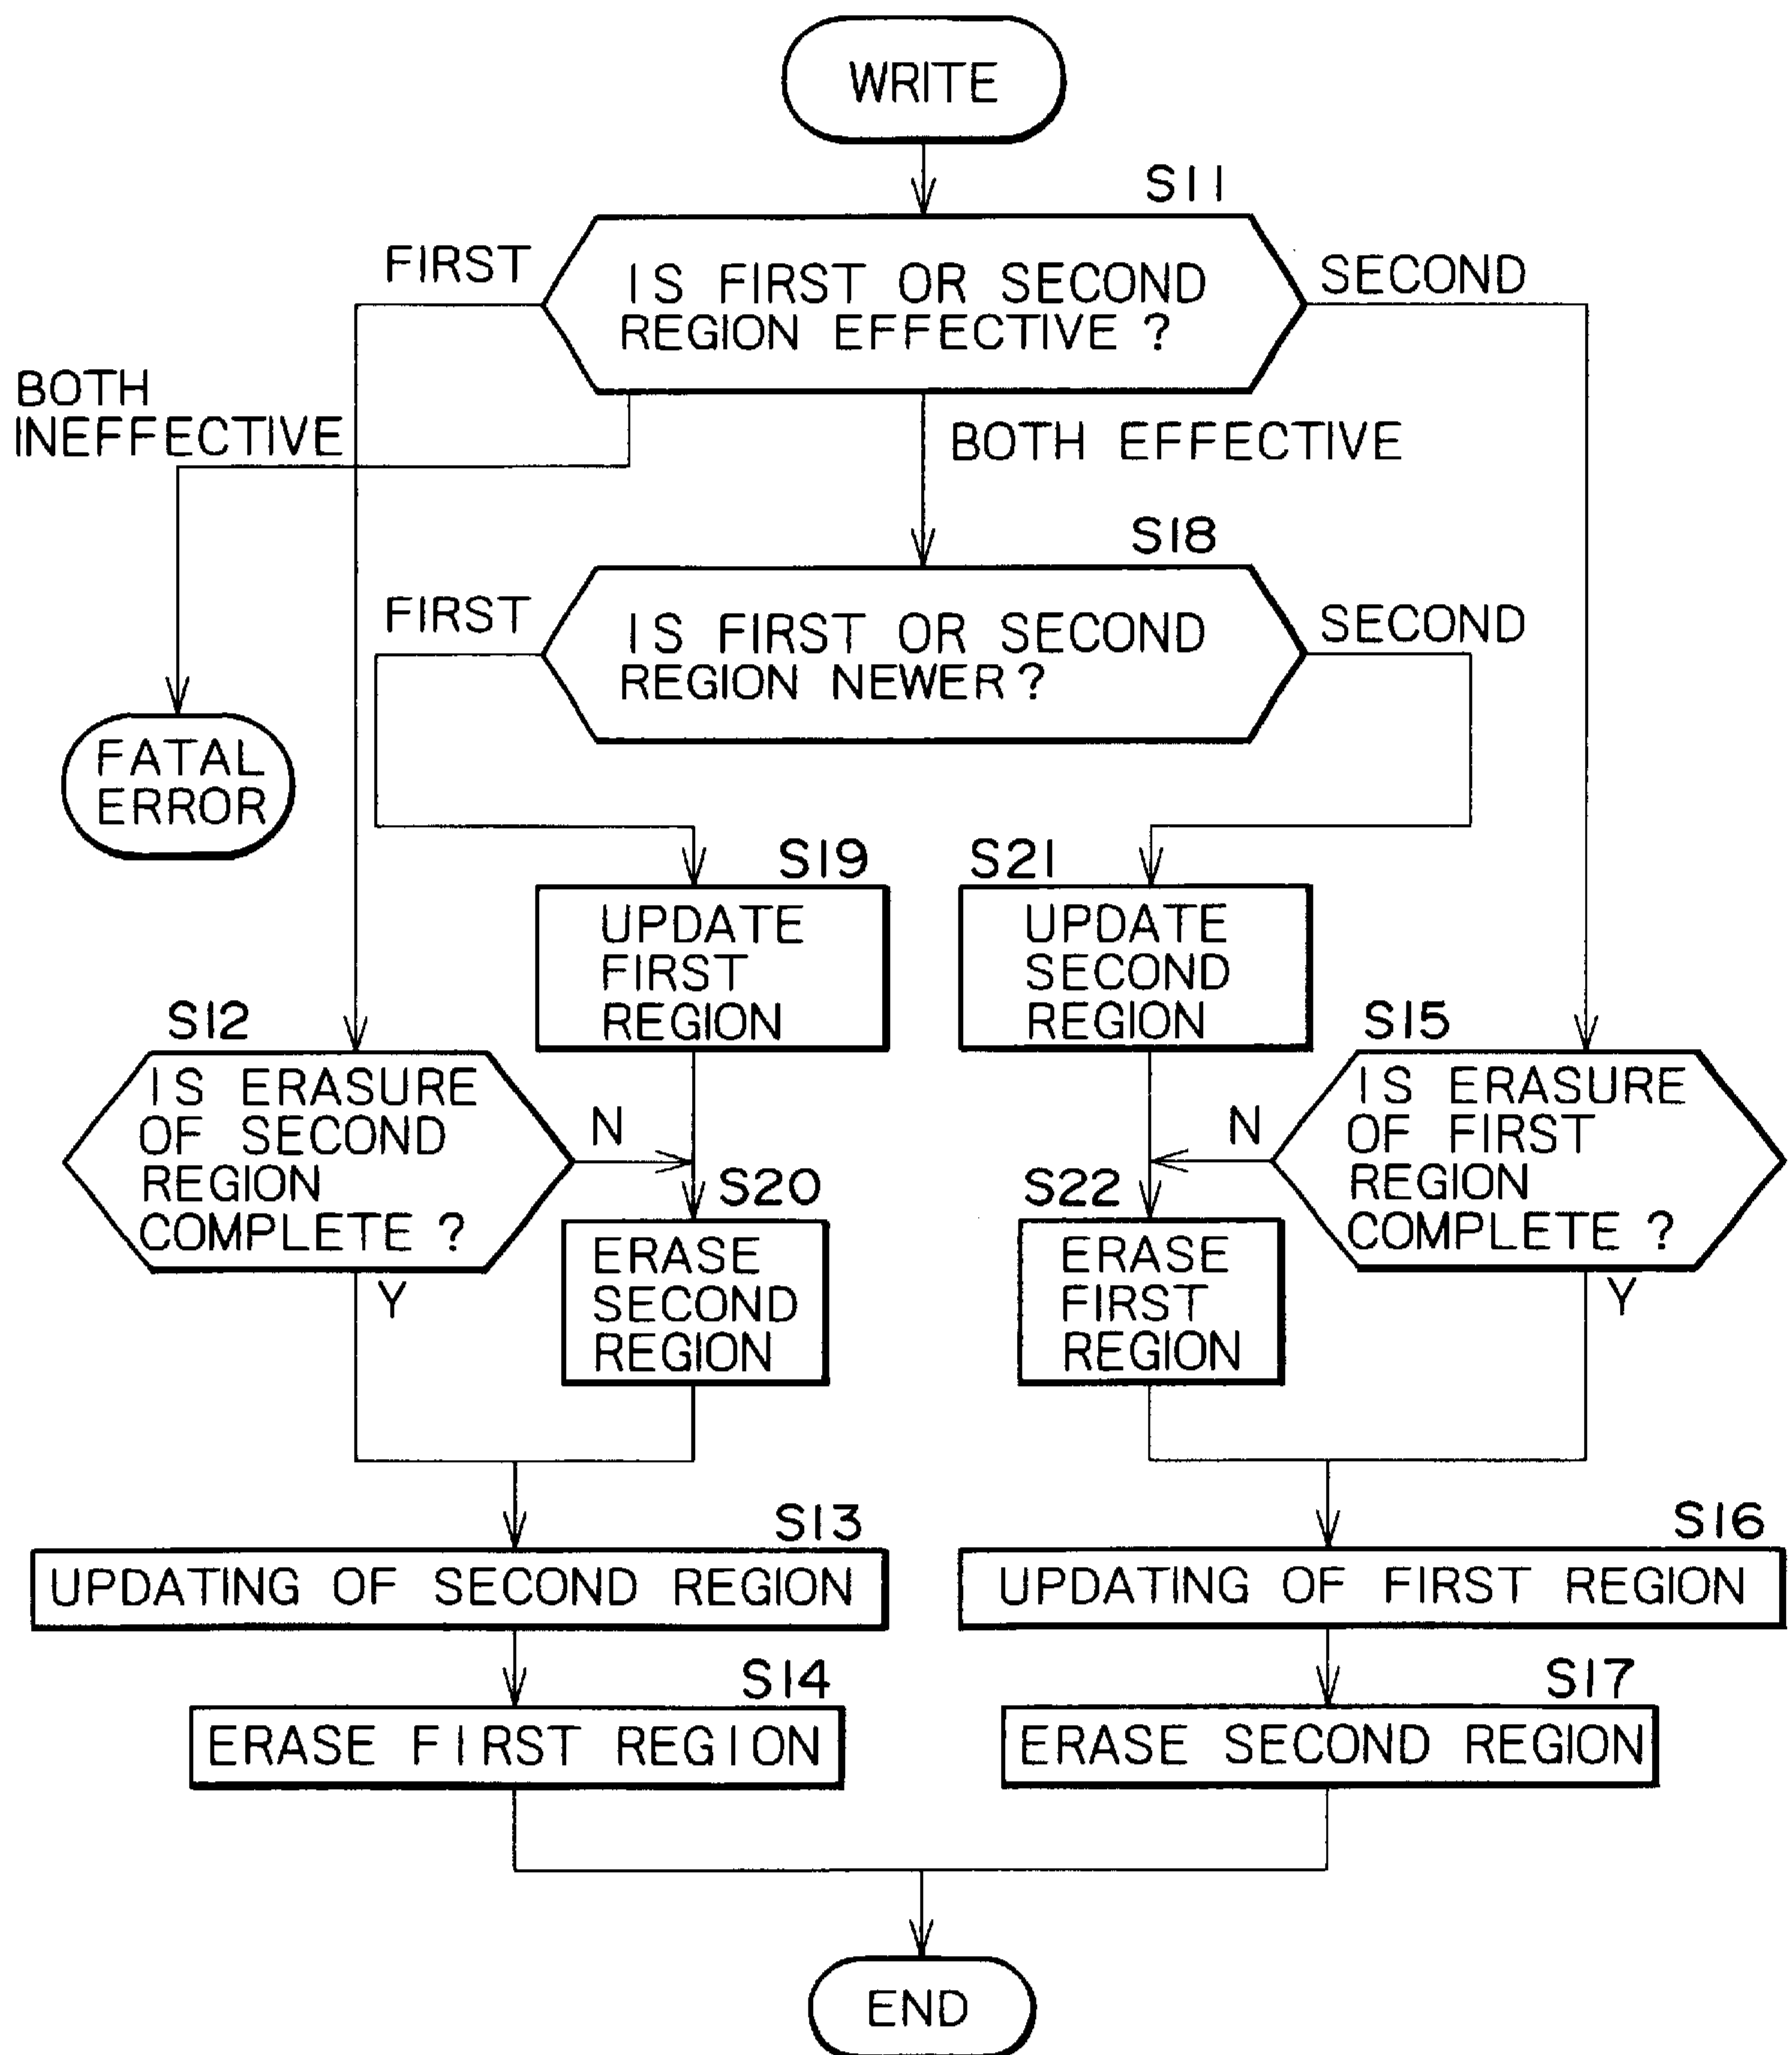 WRITE
S11
FIRST
SECOND
IS FIRST OR SECOND
REGION EFFECTIVE ?
BOTH
INEFFECTIVE
BOTH EFFECTIVE
S18
FIRST
SECOND
IS FIRST OR SECOND
REGION NEWER ?
FATAL
ERROR
S19
UPDATE
FIRST
REGION
S21
UPDATE
SECOND
REGION
S12
IS ERASURE
OF SECOND
REGION
COMPLETE ?
N
Y
S15
IS ERASURE
OF FIRST
REGION
COMPLETE ?
N
Y
S20
ERASE
SECOND
REGION
S22
ERASE
FIRST
REGION
S13
UPDATING OF SECOND REGION
S16
UPDATING OF FIRST REGION
S14
ERASE FIRST REGION
S17
ERASE SECOND REGION
END